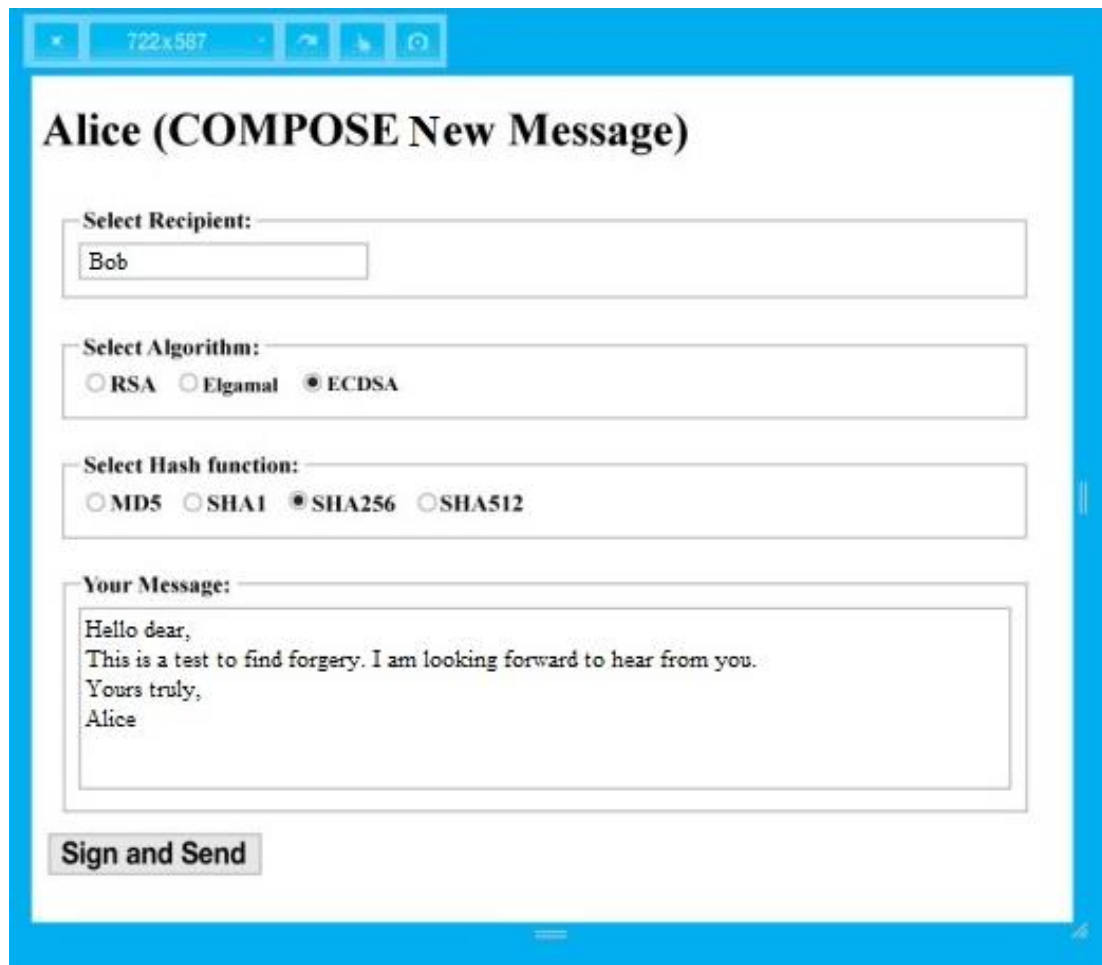 722x587
Alice (COMPOSE New Message)
Select Recipient:
Bob
Select Algorithm:
RSA Elgamal ECDSA
Select Hash function:
MD5 SHA1 SHA256 SHA512
Your Message:
Hello dear,
This is a test to find forgery. I am looking forward to hear from you.
Yours truly,
Alice
Sign and Send